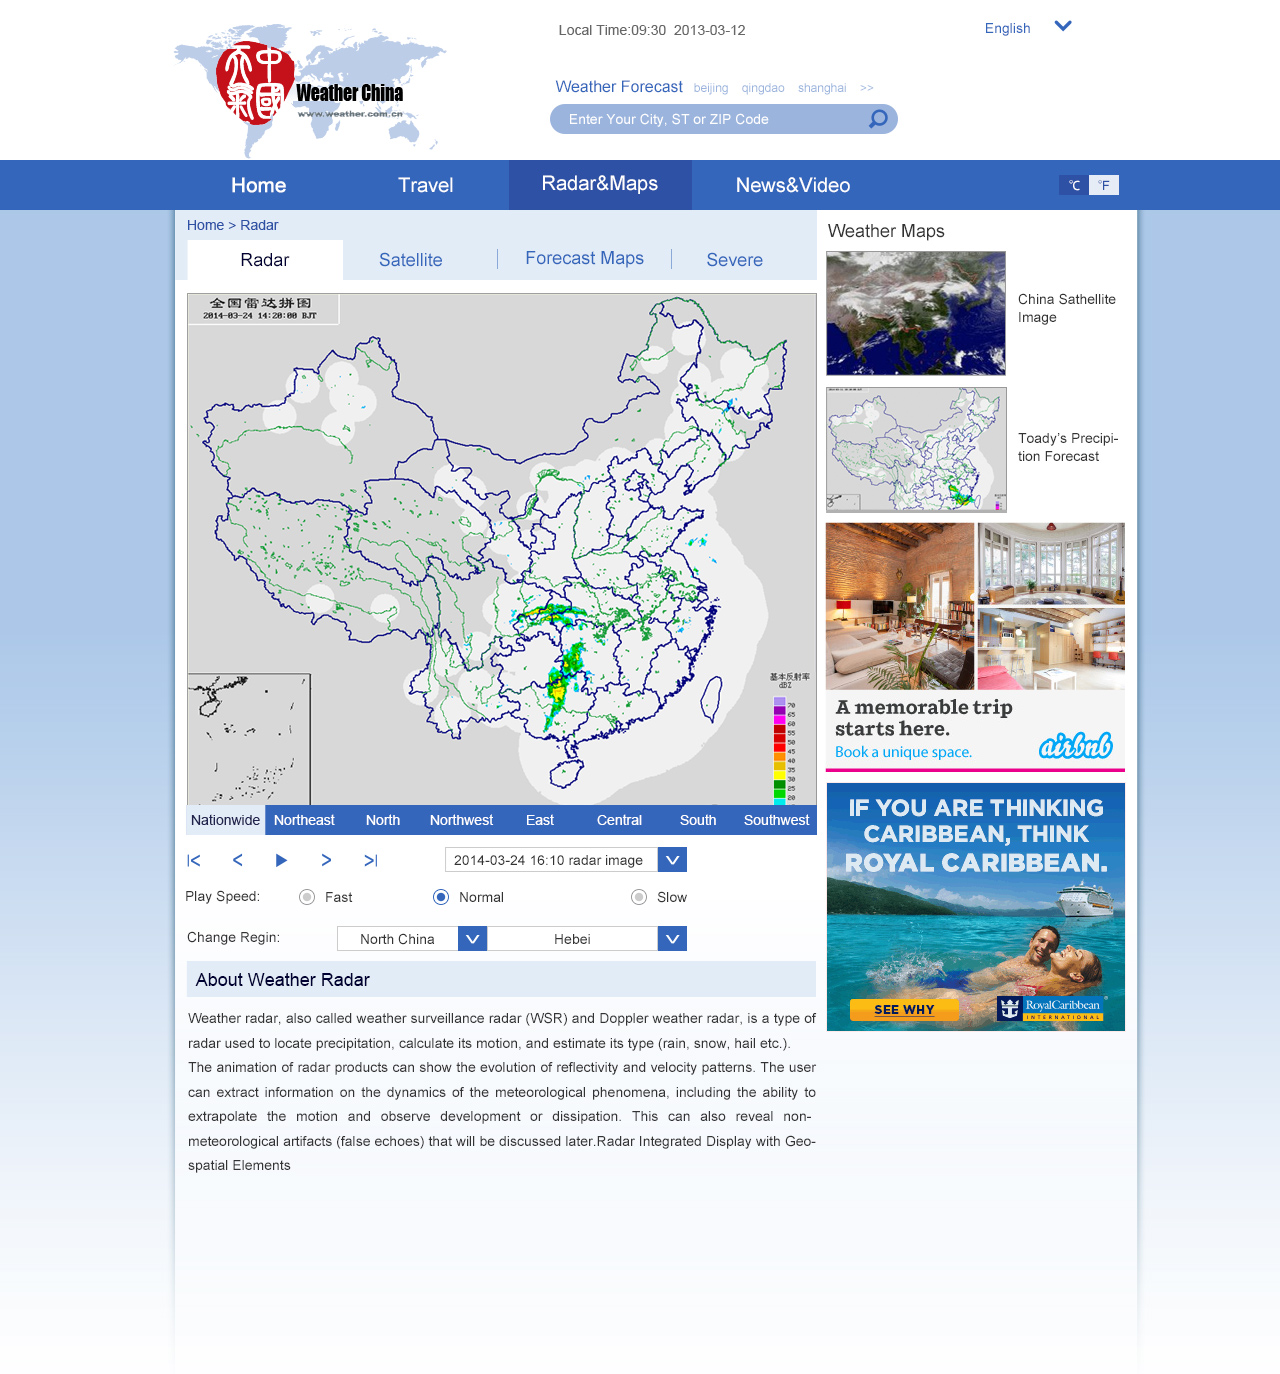 Local Time:09:30  2013-03-12
English
中国
天气
Weather China
www.weather.com.cn
Weather Forecast beijing qingdao shanghai >>
Enter Your City, ST or ZIP Code
Home Travel Radar&Maps News&Video °C °F
Home > Radar
Radar Satellite Forecast Maps Severe
全国雷达拼图
2014-03-24 14:20:00 BJT
基本反射率
dBZ
70
65
60
55
50
45
40
35
30
25
20
Nationwide Northeast North Northwest East Central South Southwest
2014-03-24 16:10 radar image
Play Speed: Fast Normal Slow
Change Regin: North China Hebei
About Weather Radar
Weather radar, also called weather surveillance radar (WSR) and Doppler weather radar, is a type of
radar used to locate precipitation, calculate its motion, and estimate its type (rain, snow, hail etc.).
The animation of radar products can show the evolution of reflectivity and velocity patterns. The user
can extract information on the dynamics of the meteorological phenomena, including the ability to
extrapolate the motion and observe development or dissipation. This can also reveal non-
meteorological artifacts (false echoes) that will be discussed later.Radar Integrated Display with Geo-
spatial Elements
Weather Maps
China Sathellite
Image
Toady's Precipi-
tion Forecast
A memorable trip
starts here.
Book a unique space.
airbnb
IF YOU ARE THINKING
CARIBBEAN, THINK
ROYAL CARIBBEAN.
SEE WHY
RoyalCaribbean
INTERNATIONAL